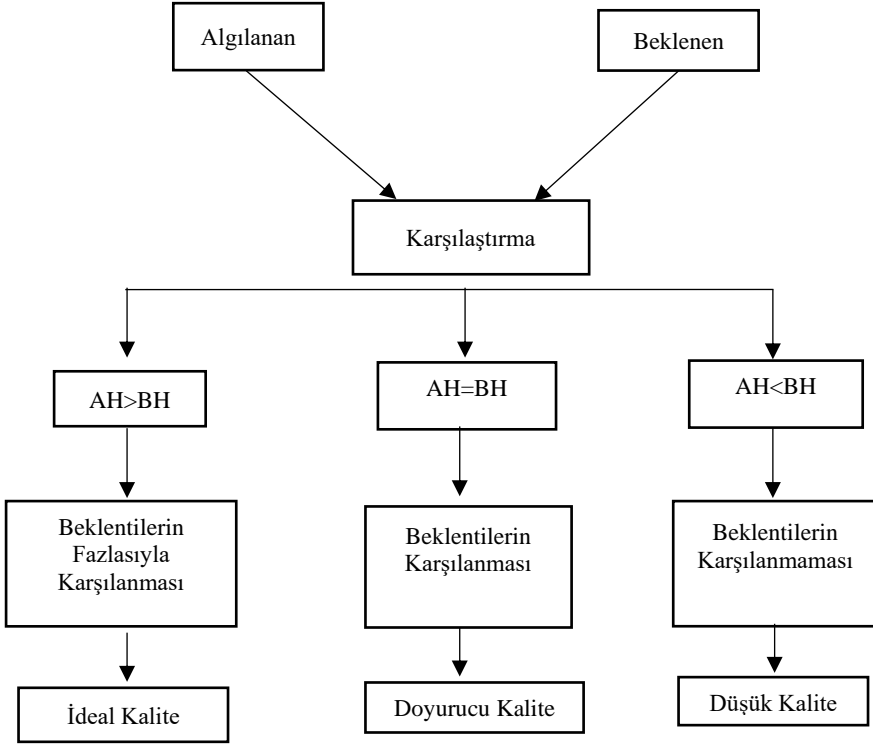 Algılanan
Beklenen
Karşılaştırma
AH>BH
AH=BH
AH<BH
Beklentilerin
Fazlasıyla
Karşılanması
Beklentilerin
Karşılanması
Beklentilerin
Karşılanmaması
İdeal Kalite
Doyurucu Kalite
Düşük Kalite